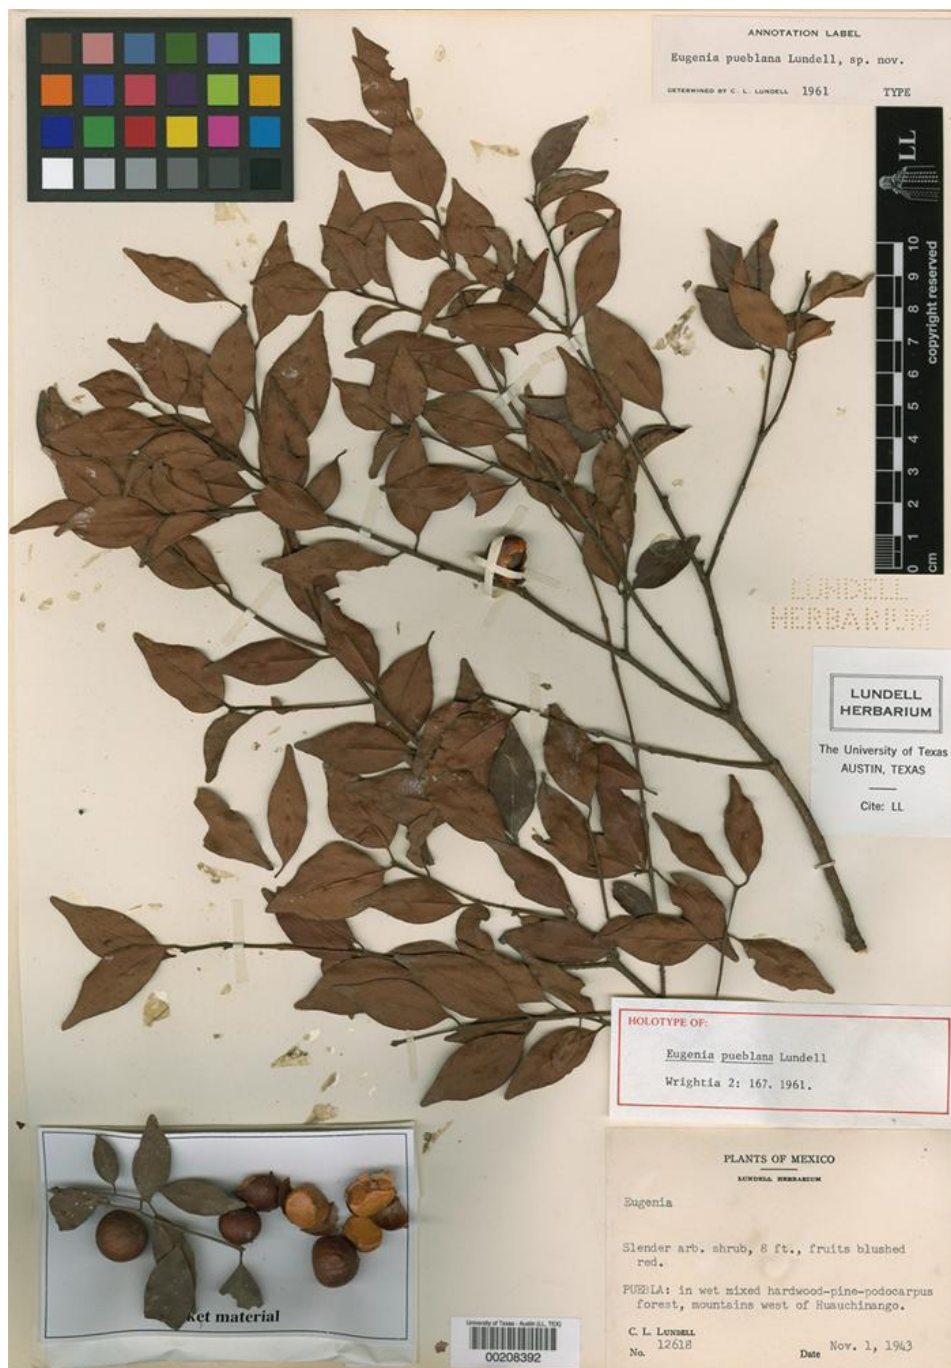 ANNOTATION LABEL
Eugenia pueblana Lundell, sp. nov.
DETERMINED BY C. L. LUNDELL 1961 TYPE
LL
10
9
8
7
6
5
4
3
2
1
0
cm
copyright reserved
LUNDELL
HERBARIUM
LUNDELL
HERBARIUM
The University of Texas
AUSTIN, TEXAS
Cite: LL
HOLOTYPE OF:
Eugenia pueblana Lundell
Wrightia 2: 167. 1961.
PLANTS OF MEXICO
LUNDELL HERBARIUM
Eugenia
Slender arb. shrub, 8 ft., fruits blushed
red.
PUEBLA: in wet mixed hardwood-pine-podocarpus
forest, mountains west of Huauchinango.
C. L. LUNDELL
No. 12618 Date Nov. 1, 1943
ket material
University of Texas - Austin (LL, TEX)
00208392